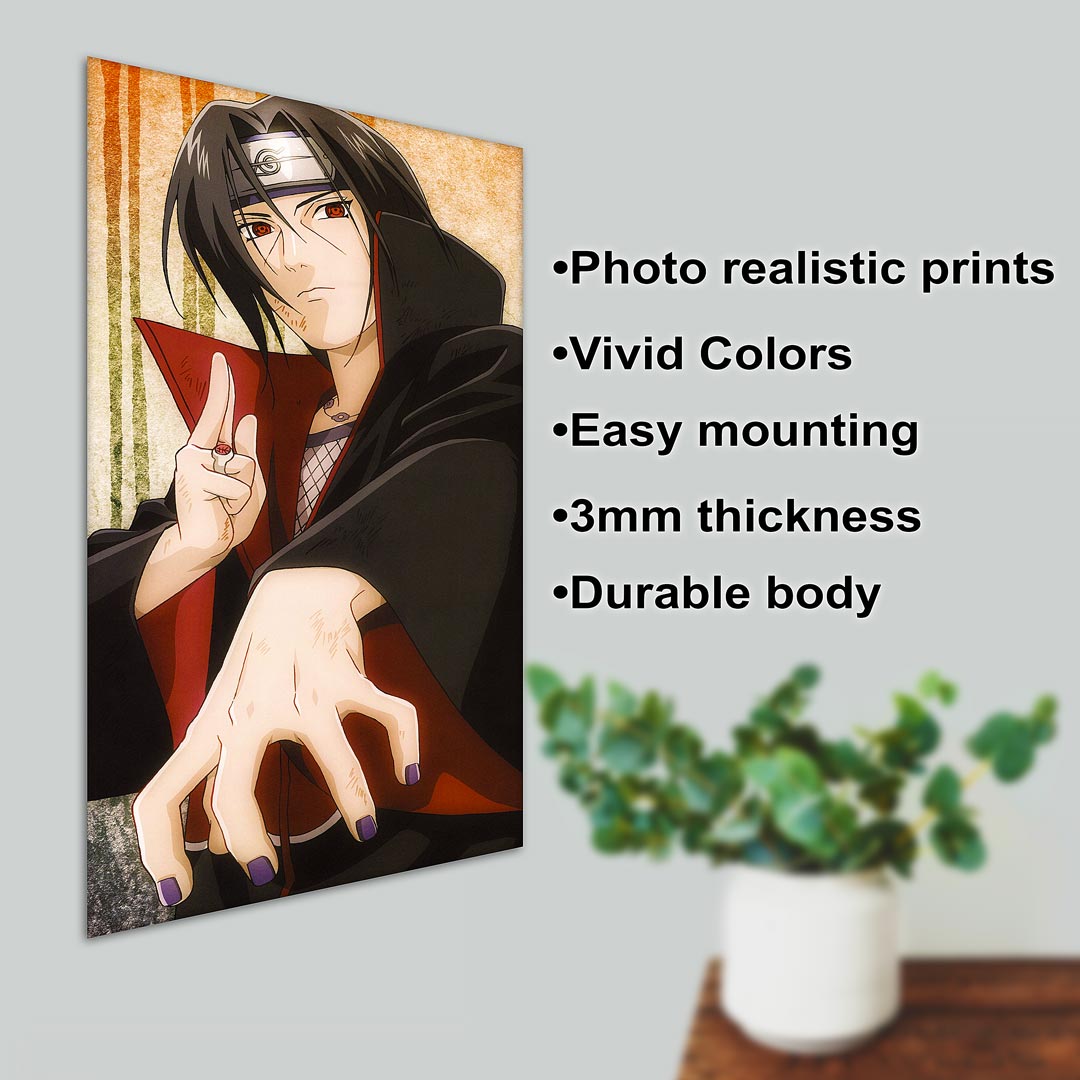 •Photo realistic prints
•Vivid Colors
•Easy mounting
•3mm thickness
•Durable body